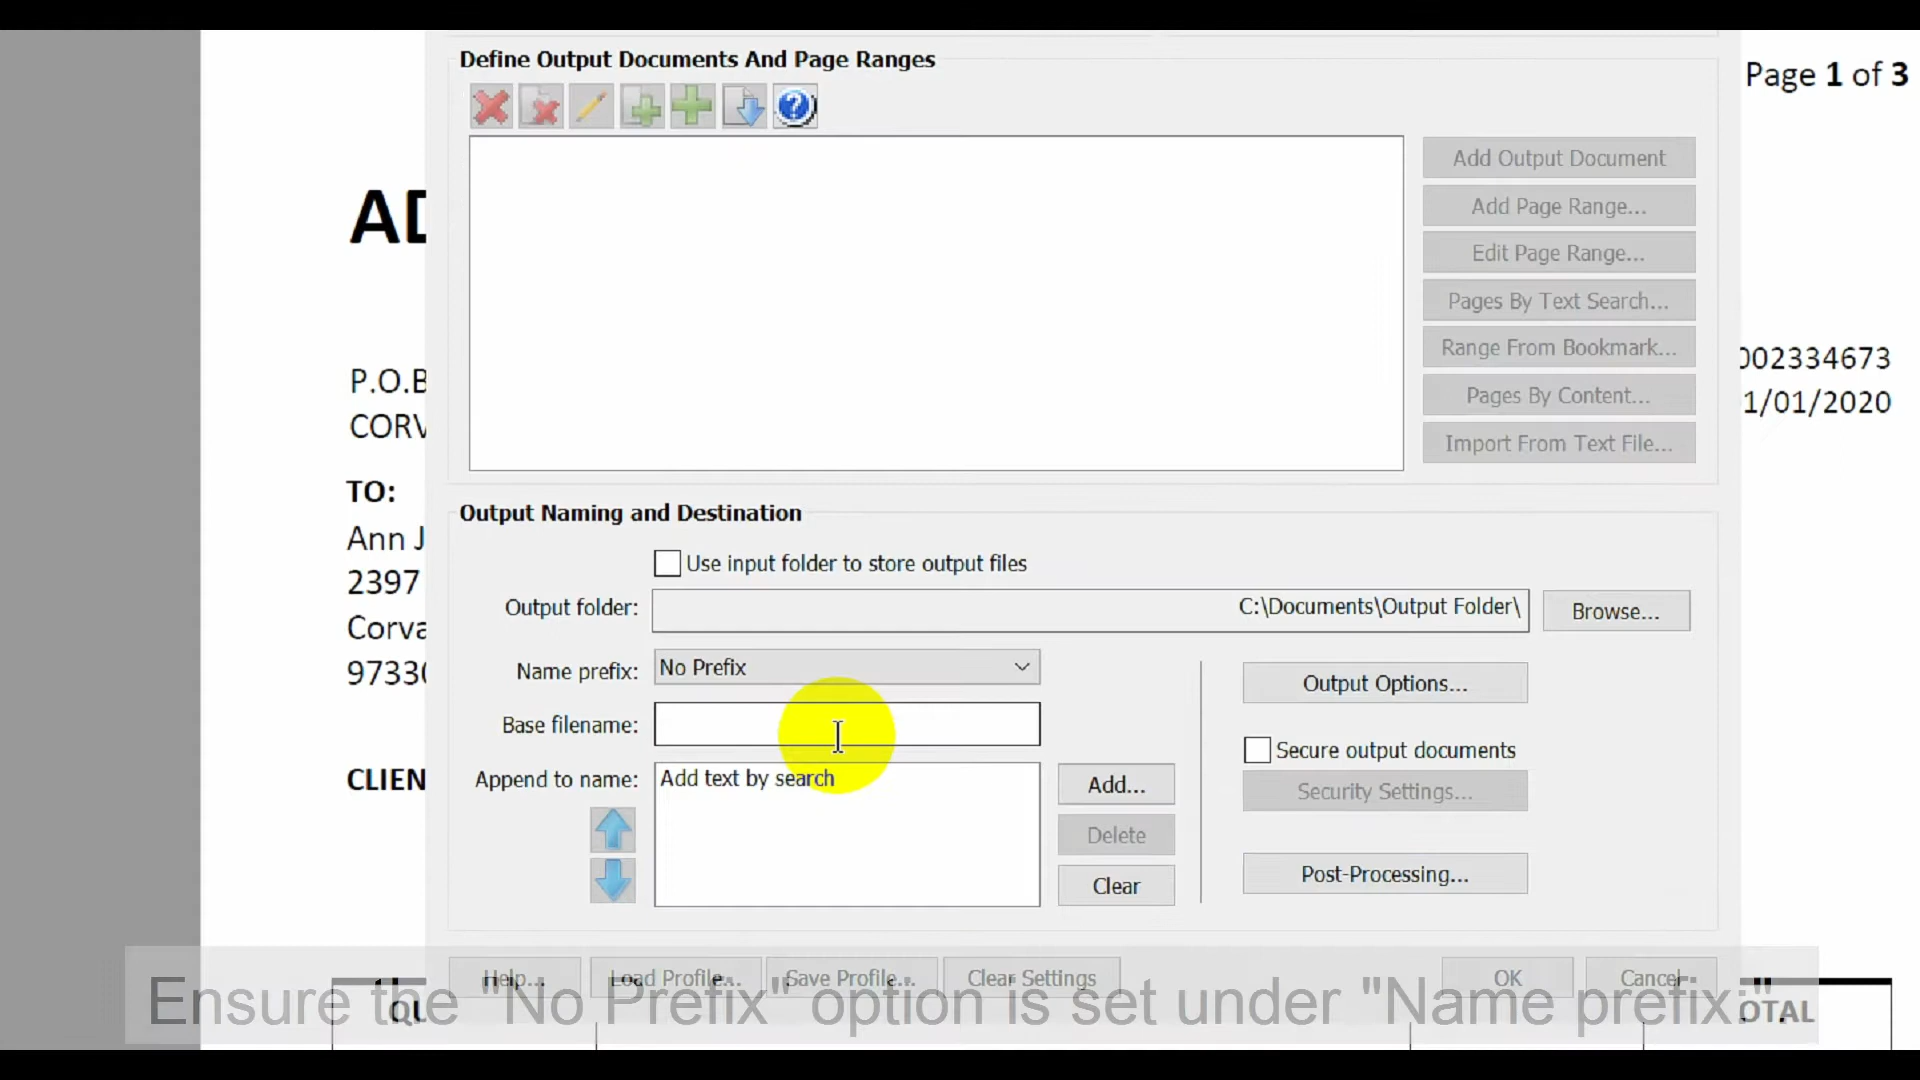 Define Output Documents And Page Ranges
Page 1 of 3
Add Output Document
Add Page Range...
Edit Page Range...
Pages By Text Search...
Range From Bookmark...
Pages By Content...
Import From Text File...
AD
P.O.B
CORV
002334673
1/01/2020
TO:
Ann J
2397
Corva
9733
CLIEN
Output Naming and Destination
Use input folder to store output files
Output folder: C:\Documents\Output Folder\ Browse...
Name prefix: No Prefix
Output Options...
Base filename:
Secure output documents
Append to name: Add text by search
Add...
Security Settings...
Delete
Post-Processing...
Clear
Help... Load Profile... Save Profile... Clear Settings OK Cancel
Ensure the "No Prefix" option is set under "Name prefix:".
QU
OTAL